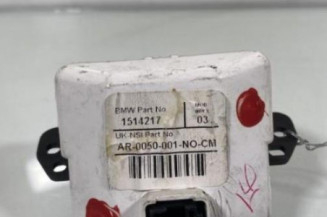 BMW Part No
1514217
03
UK-NSI Part No
AR-0050-001-NO-CM